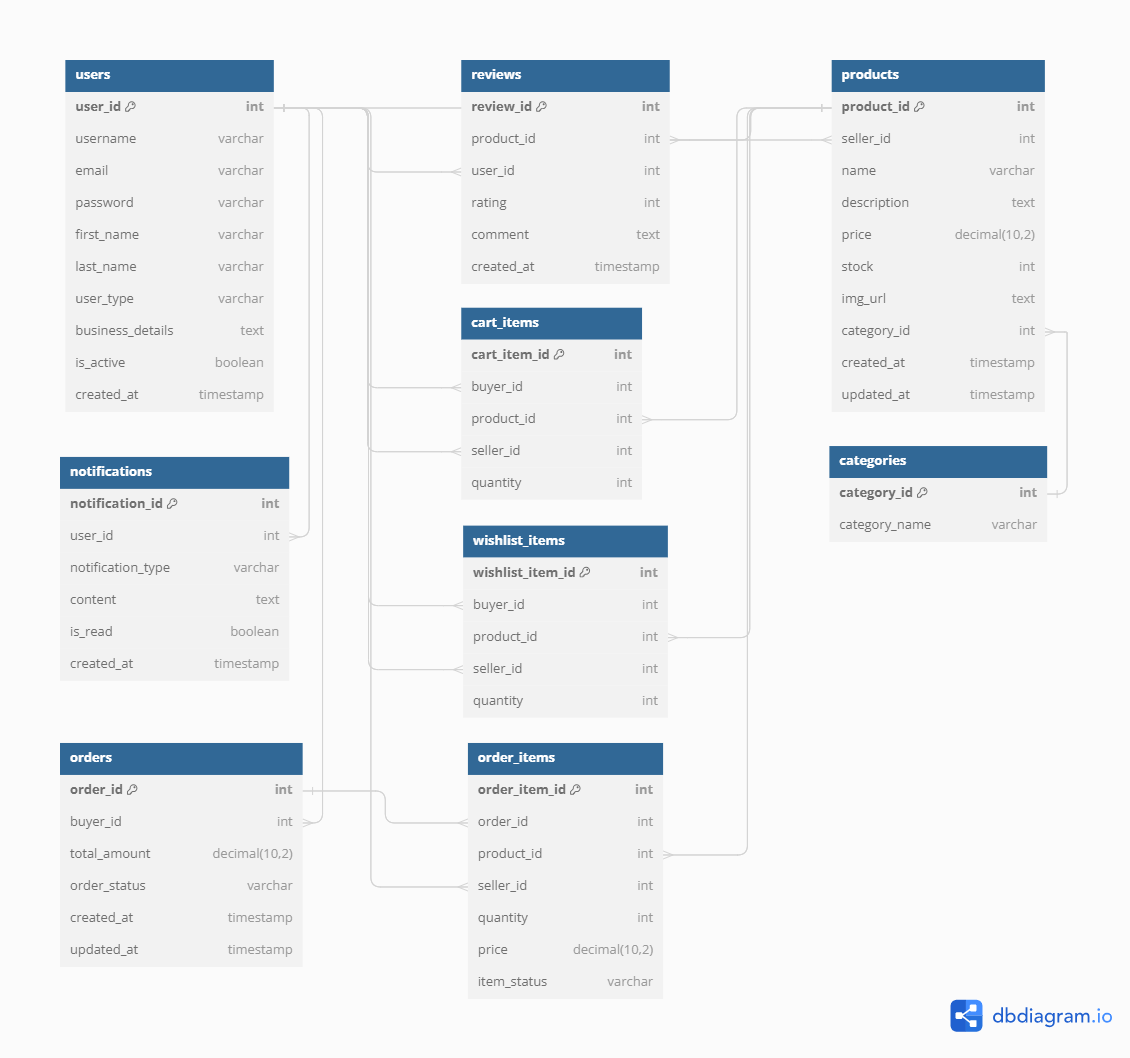 users
user_id int
username varchar
email varchar
password varchar
first_name varchar
last_name varchar
user_type varchar
business_details text
is_active boolean
created_at timestamp
reviews
review_id int
product_id int
user_id int
rating int
comment text
created_at timestamp
products
product_id int
seller_id int
name varchar
description text
price decimal(10,2)
stock int
img_url text
category_id int
created_at timestamp
updated_at timestamp
cart_items
cart_item_id int
buyer_id int
product_id int
seller_id int
quantity int
notifications
notification_id int
user_id int
notification_type varchar
content text
is_read boolean
created_at timestamp
categories
category_id int
category_name varchar
wishlist_items
wishlist_item_id int
buyer_id int
product_id int
seller_id int
quantity int
orders
order_id int
buyer_id int
total_amount decimal(10,2)
order_status varchar
created_at timestamp
updated_at timestamp
order_items
order_item_id int
order_id int
product_id int
seller_id int
quantity int
price decimal(10,2)
item_status varchar
dbdiagram.io